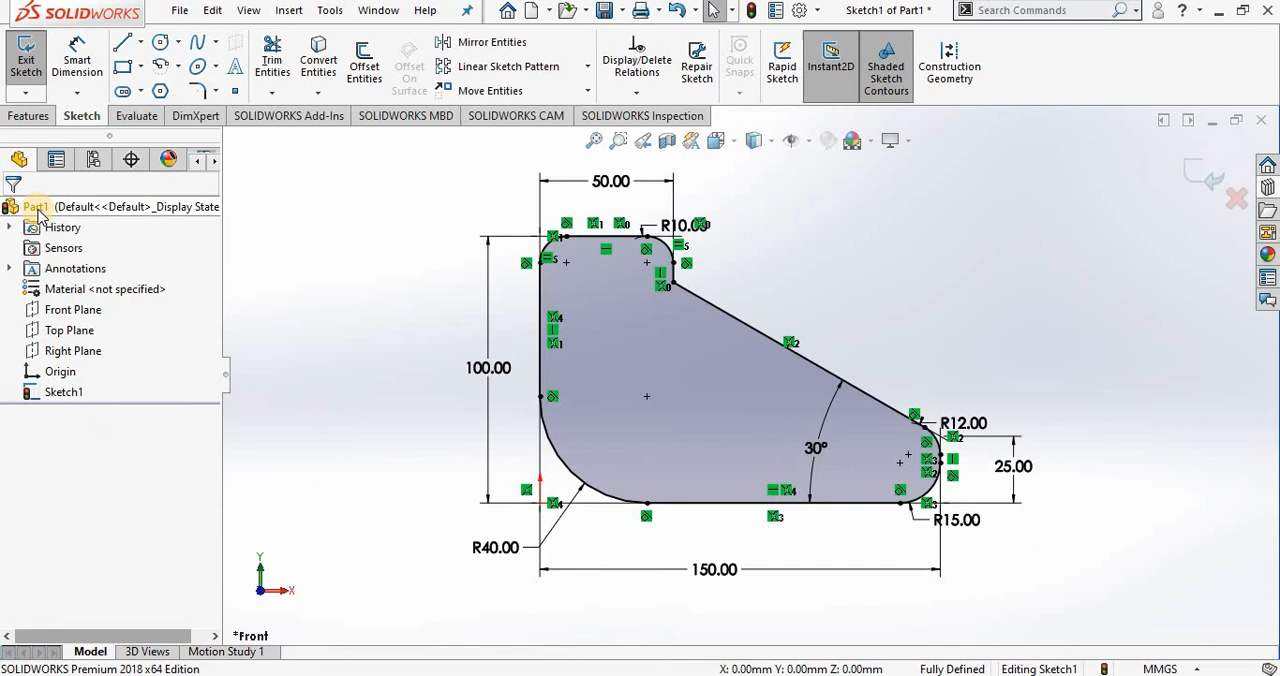 SOLIDWORKS
File Edit View Insert Tools Window Help
Sketch1 of Part1 *
Search Commands
Exit Sketch
Smart Dimension
Trim Entities
Convert Entities
Offset Entities
Offset On Surface
Mirror Entities
Linear Sketch Pattern
Move Entities
Display/Delete Relations
Repair Sketch
Quick Snaps
Rapid Sketch
Instant2D
Shaded Sketch Contours
Construction Geometry
Features Sketch Evaluate DimXpert SOLIDWORKS Add-Ins SOLIDWORKS MBD SOLIDWORKS CAM SOLIDWORKS Inspection
Part1 (Default<<Default>_Display State
History
Sensors
Annotations
Material <not specified>
Front Plane
Top Plane
Right Plane
Origin
Sketch1
50.00
R10.00
100.00
30°
R12.00
25.00
R15.00
R40.00
150.00
Y
X
*Front
Model 3D Views Motion Study 1
SOLIDWORKS Premium 2018 x64 Edition
X: 0.00mm Y: 0.00mm Z: 0.00mm Fully Defined Editing Sketch1 MMGS